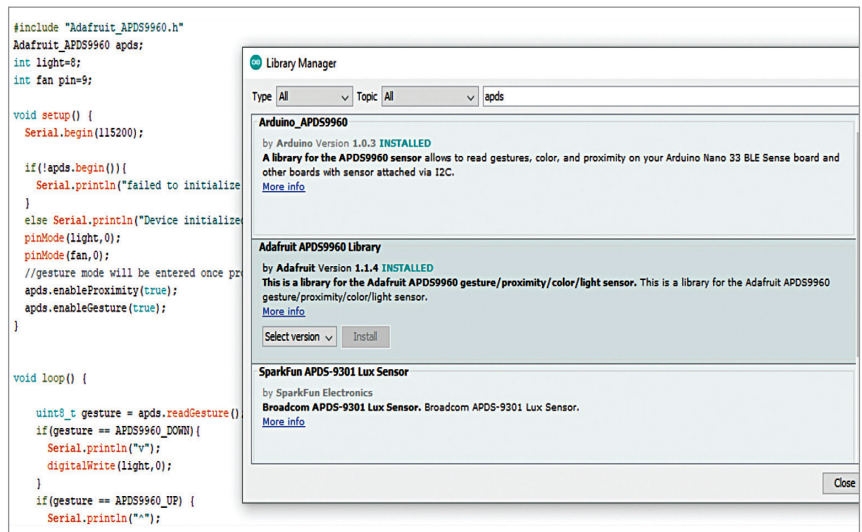 #include "Adafruit_APDS9960.h"
Adafruit_APDS9960 apds;
int light=8;
int fan pin=9;
void setup() {
Serial.begin(115200);
if(!apds.begin()){
Serial.println("failed to initialize
}
else Serial.println("Device initialized
pinMode(light,0);
pinMode(fan,0);
//gesture mode will be entered once pro
apds.enableProximity(true);
apds.enableGesture(true);
}
void loop() {
uint8_t gesture = apds.readGesture();
if(gesture == APDS9960_DOWN){
Serial.println("v");
digitalWrite(light,0);
}
if(gesture == APDS9960_UP) {
Serial.println("^");
Library Manager
Type All Topic All apds
Arduino_APDS9960
by Arduino Version 1.0.3 INSTALLED
A library for the APDS9960 sensor allows to read gestures, color, and proximity on your Arduino Nano 33 BLE Sense board and
other boards with sensor attached via I2C.
More info
Adafruit APDS9960 Library
by Adafruit Version 1.1.4 INSTALLED
This is a library for the Adafruit APDS9960 gesture/proximity/color/light sensor. This is a library for the Adafruit APDS9960
gesture/proximity/color/light sensor.
More info
Select version Install
SparkFun APDS-9301 Lux Sensor
by SparkFun Electronics
Broadcom APDS-9301 Lux Sensor. Broadcom APDS-9301 Lux Sensor.
More info
Close